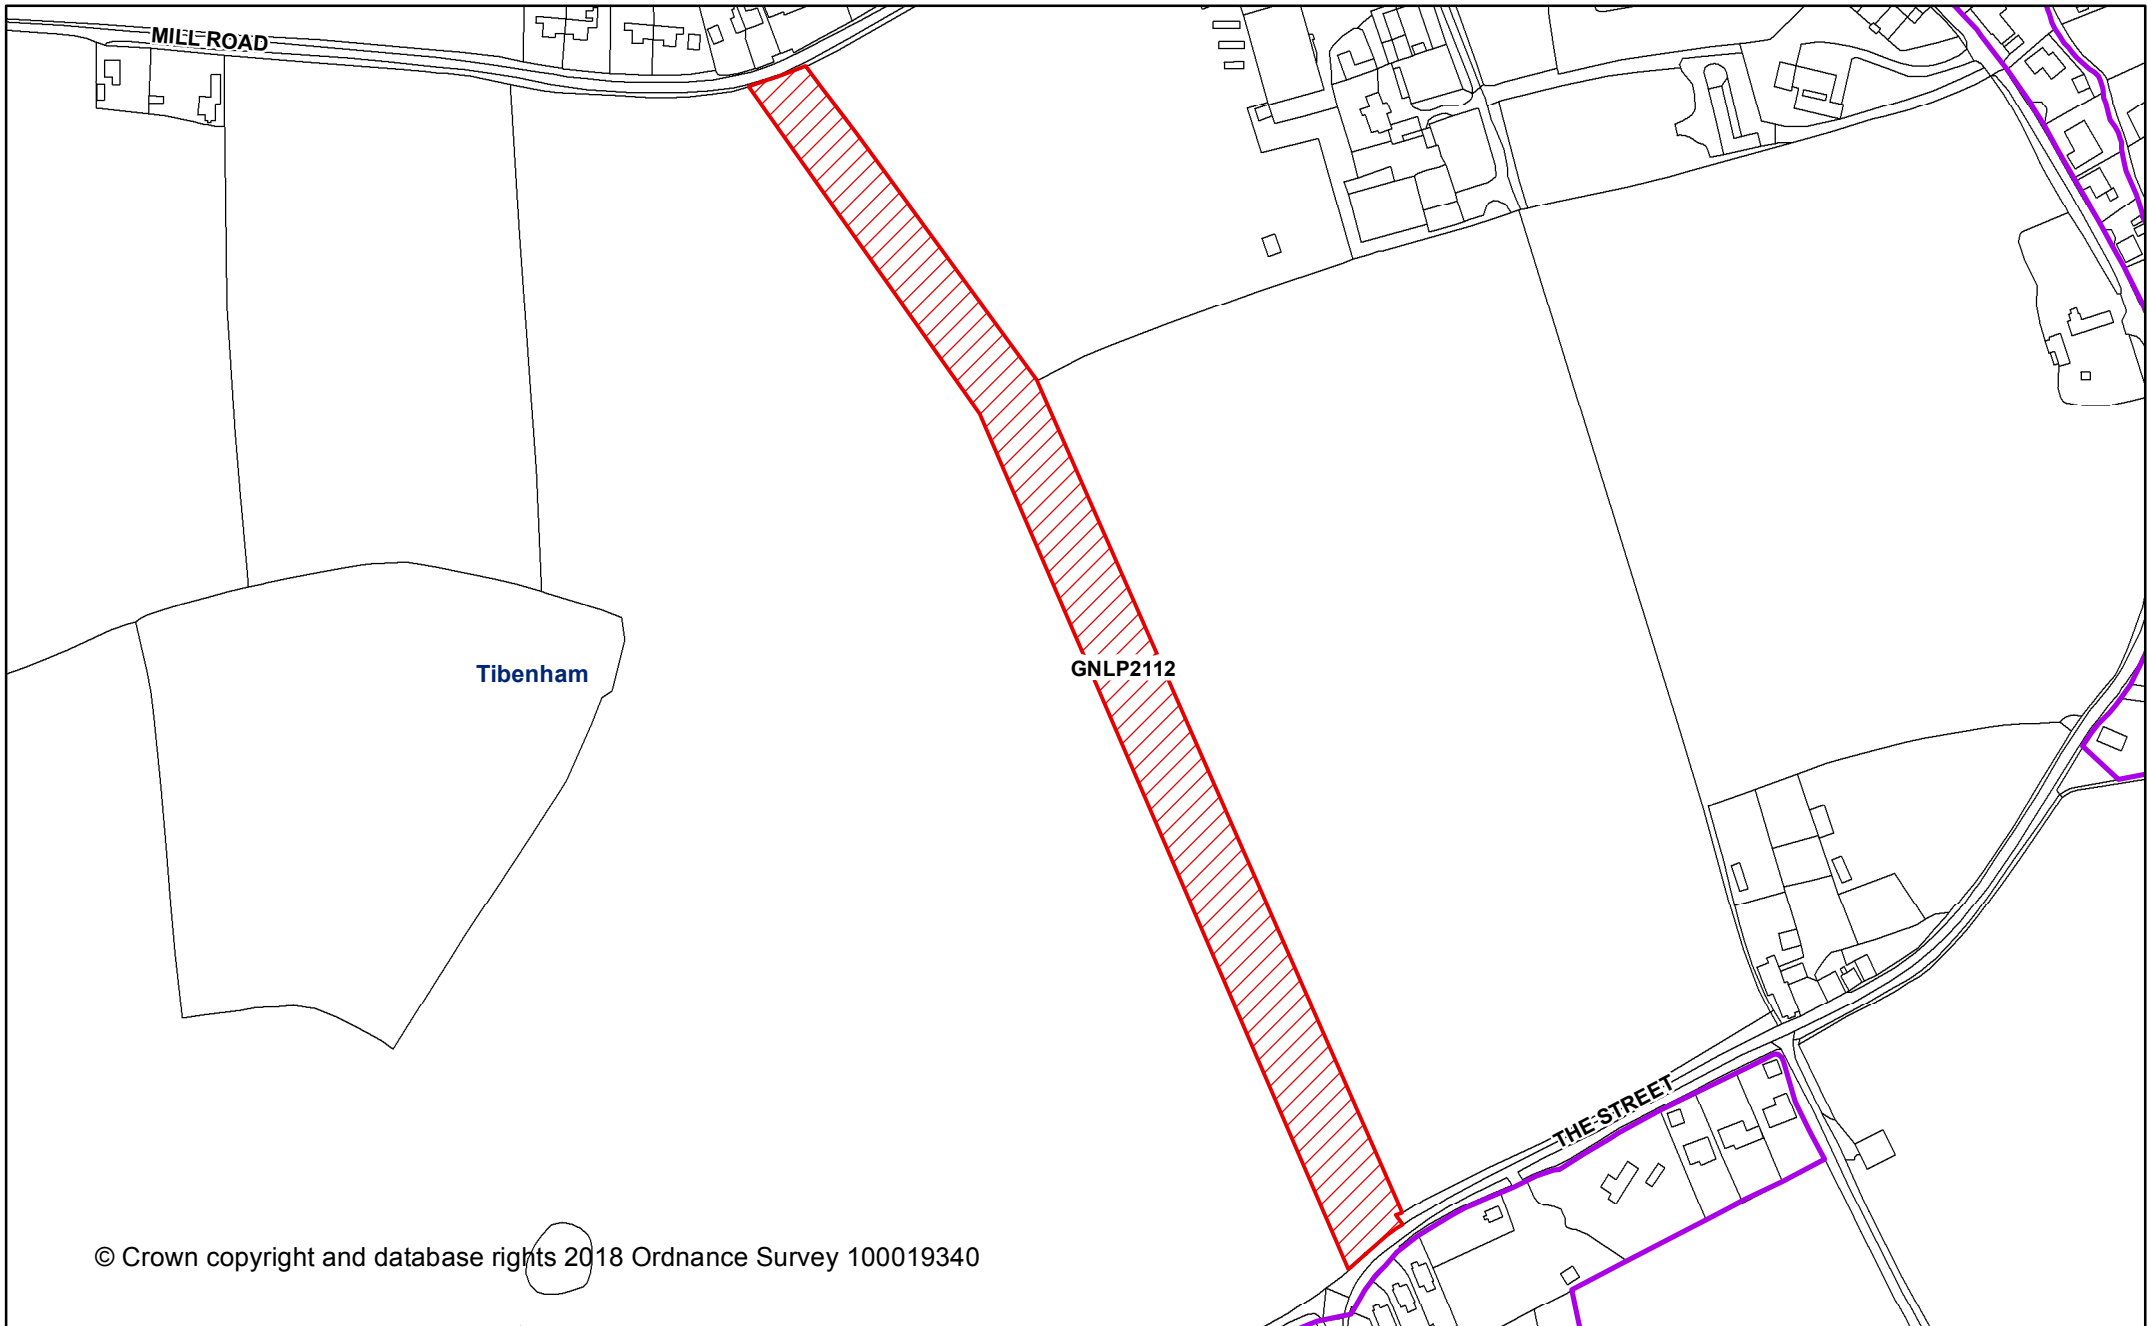 MILL ROAD
Tibenham
GNLP2112
THE STREET
© Crown copyright and database rights 2018 Ordnance Survey 100019340